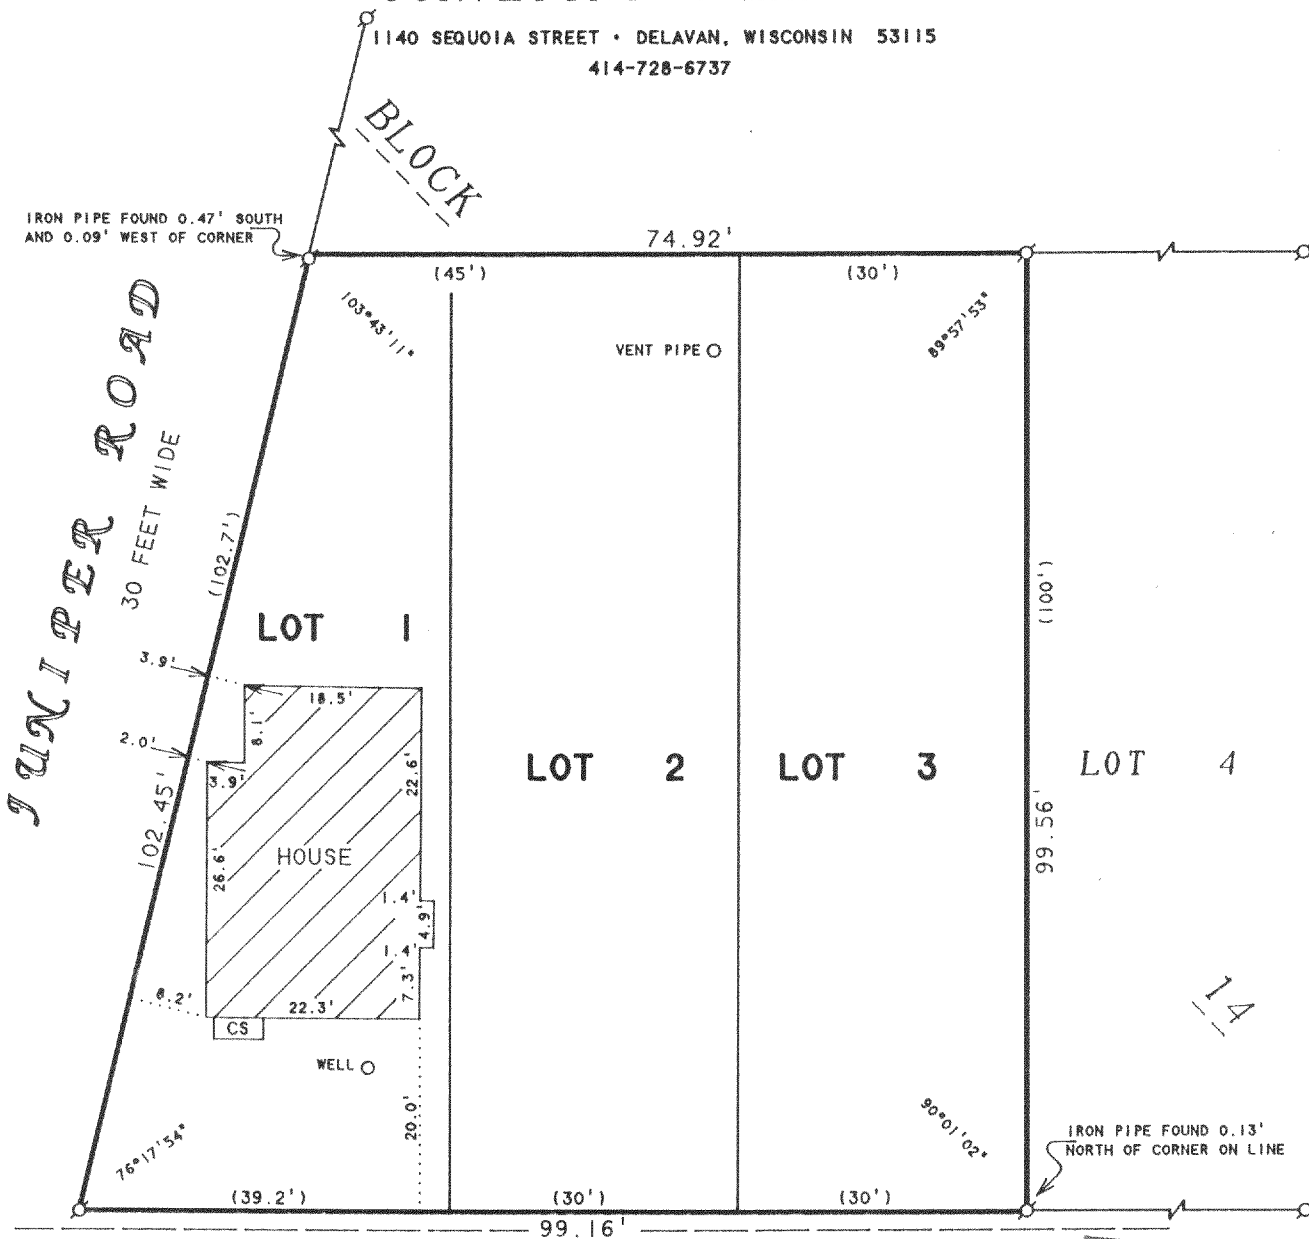 1140 SEQUOIA STREET • DELAVAN, WISCONSIN 53115
414-728-6737
BLOCK
IRON PIPE FOUND 0.47' SOUTH
AND 0.09' WEST OF CORNER
74.92'
(45')
(30')
103°43'11"
89°57'53"
VENT PIPE
JUNIPER ROAD
30 FEET WIDE
(102.7')
(100')
LOT 1
3.9'
18.5'
8.1'
2.0'
3.9'
22.6'
LOT 2
LOT 3
LOT 4
102.45'
99.56'
HOUSE
26.6'
1.4'
4.9'
1.4'
7.3'
8.2'
22.3'
CS
14
WELL
20.0'
76°17'54"
90°01'02"
IRON PIPE FOUND 0.13'
NORTH OF CORNER ON LINE
(39.2')
(30')
(30')
99.16'